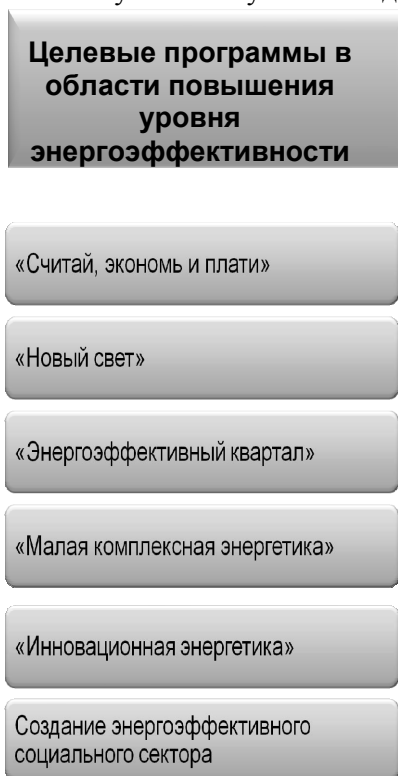 Целевые программы в
области повышения
уровня
энергоэффективности
«Считай, экономь и плати»
«Новый свет»
«Энергоэффективный квартал»
«Малая комплексная энергетика»
«Инновационная энергетика»
Создание энергоэффективного
социального сектора